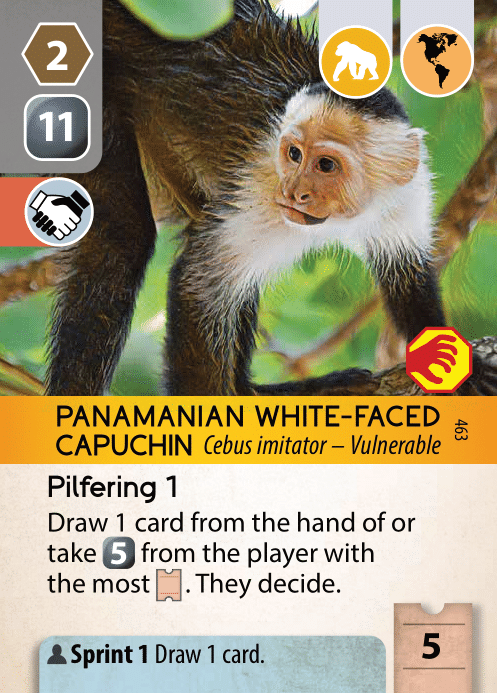 2
11
PANAMANIAN WHITE-FACED
CAPUCHIN Cebus imitator – Vulnerable
463
Pilfering 1
Draw 1 card from the hand of or
take 5 from the player with
the most . They decide.
Sprint 1 Draw 1 card.
5